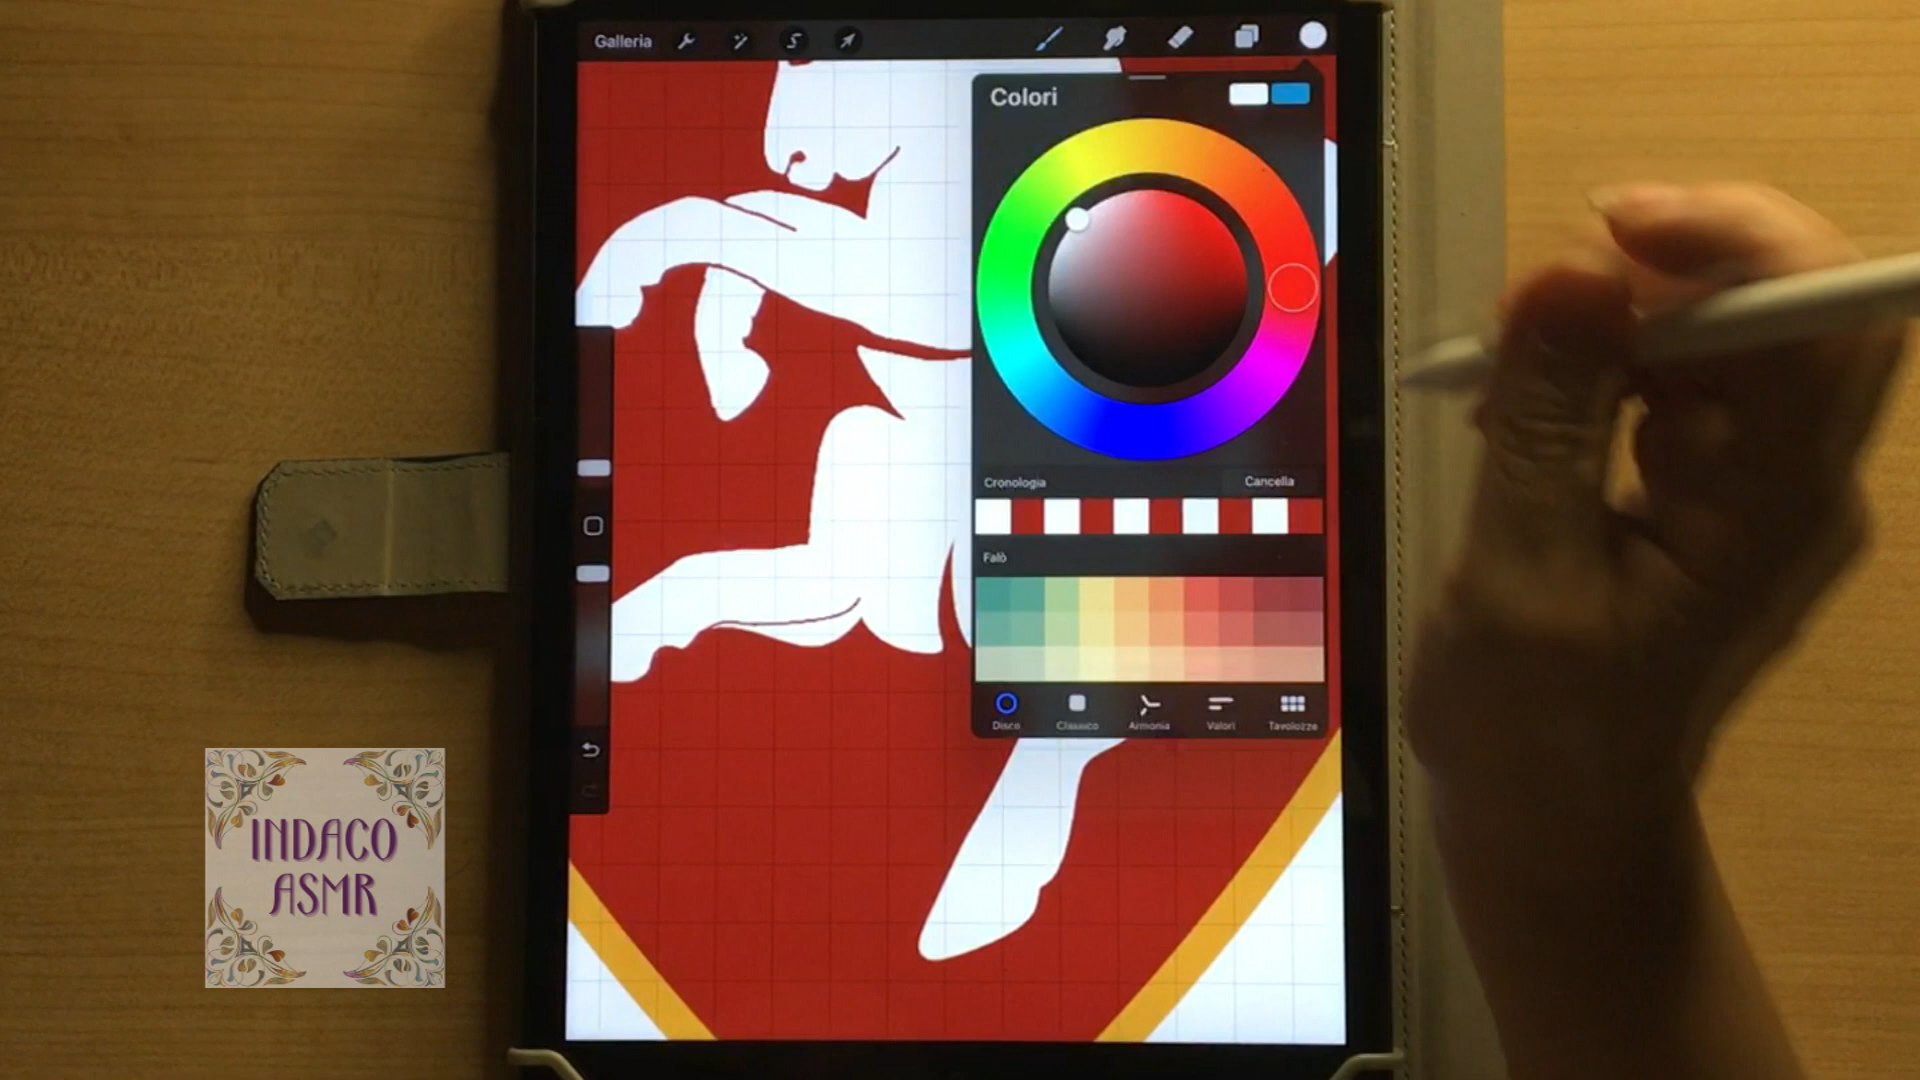 Galleria
Colori
Cronologia
Cancella
Falò
Disco
Classico
Armonia
Valori
Tavolozze
INDACO
ASMR